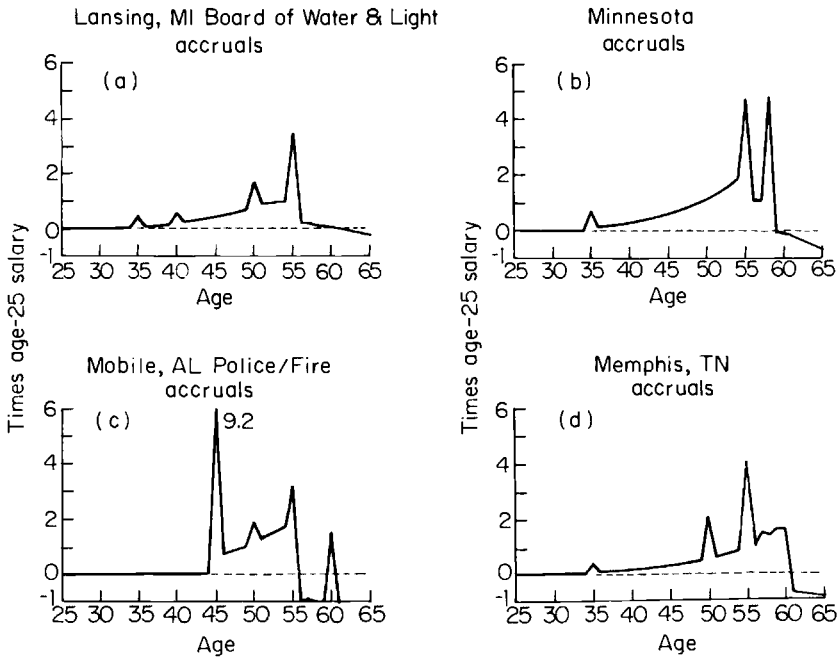 Lansing, MI Board of Water & Light
accruals
(a)
6
4
2
0
-1
25 30 35 40 45 50 55 60 65
Age
Minnesota
accruals
(b)
6
4
2
0
-1
25 30 35 40 45 50 55 60 65
Age
Times age-25 salary
Times age-25 salary
Mobile, AL Police/Fire
accruals
(c)
9.2
6
4
2
0
-1
25 30 35 40 45 50 55 60 65
Age
Memphis, TN
accruals
(d)
6
4
2
0
-1
25 30 35 40 45 50 55 60 65
Age